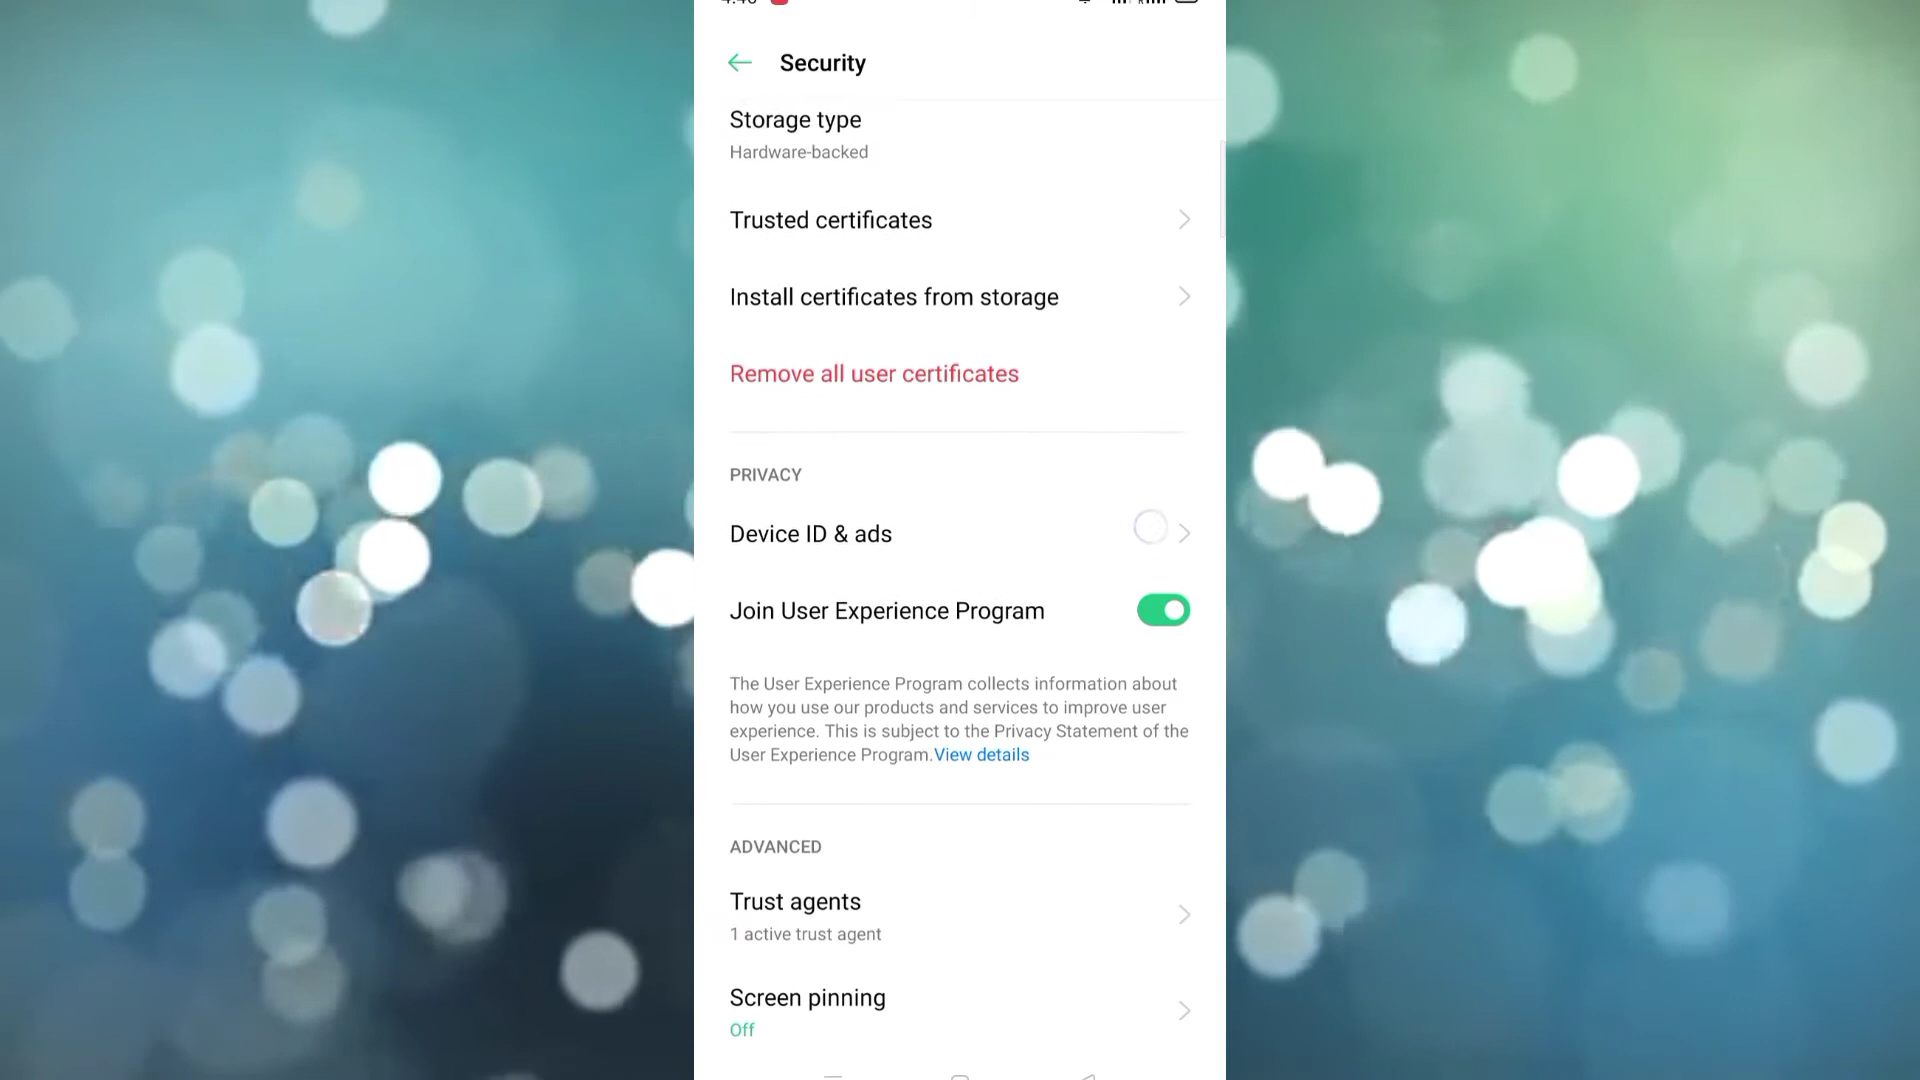 Security
Storage type
Hardware-backed
Trusted certificates
Install certificates from storage
Remove all user certificates
PRIVACY
Device ID & ads
Join User Experience Program
The User Experience Program collects information about
how you use our products and services to improve user
experience. This is subject to the Privacy Statement of the
User Experience Program.View details
ADVANCED
Trust agents
1 active trust agent
Screen pinning
Off